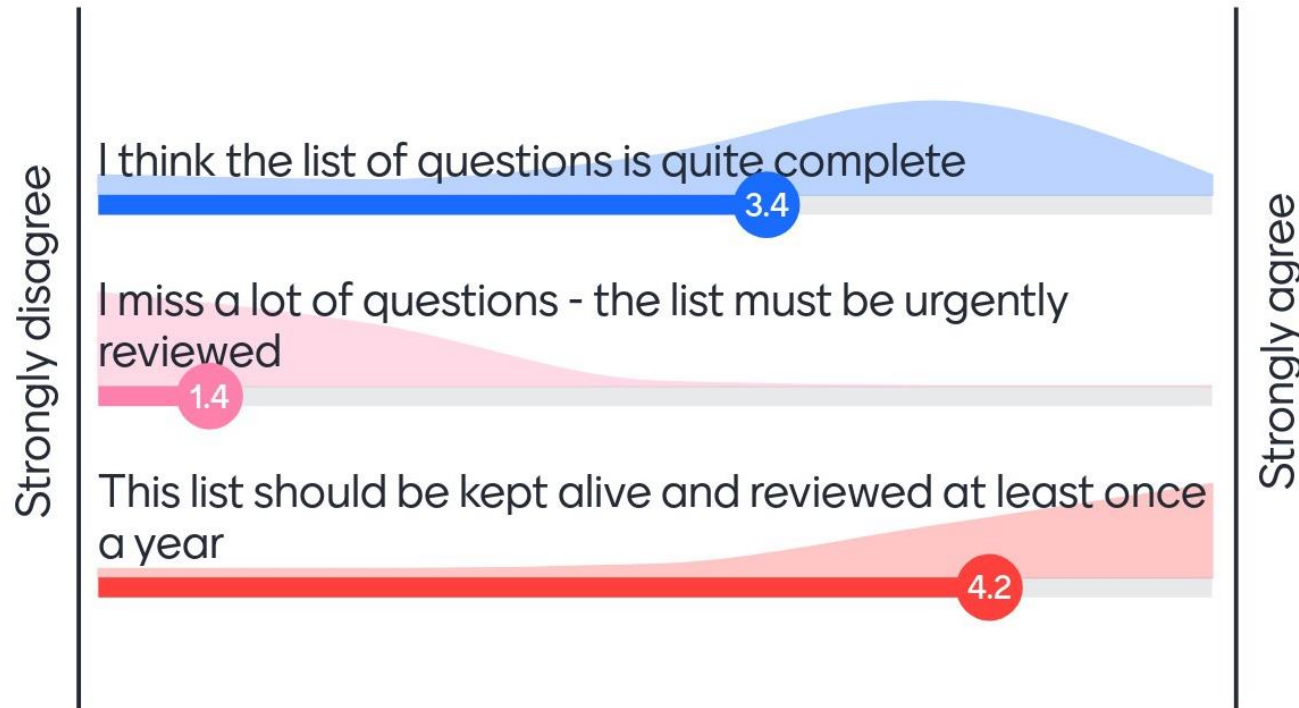 Strongly disagree
I think the list of questions is quite complete
3.4
I miss a lot of questions - the list must be urgently
reviewed
1.4
This list should be kept alive and reviewed at least once
a year
4.2
Strongly agree